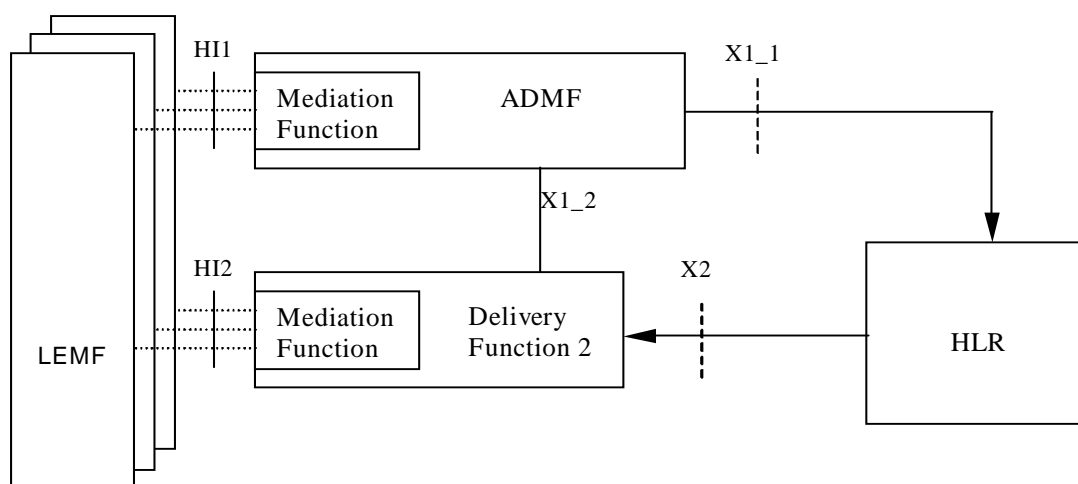 HI1
X1_1
Mediation
Function
ADMF
X1_2
HI2
X2
Mediation
Function
Delivery
Function 2
LEMF
HLR